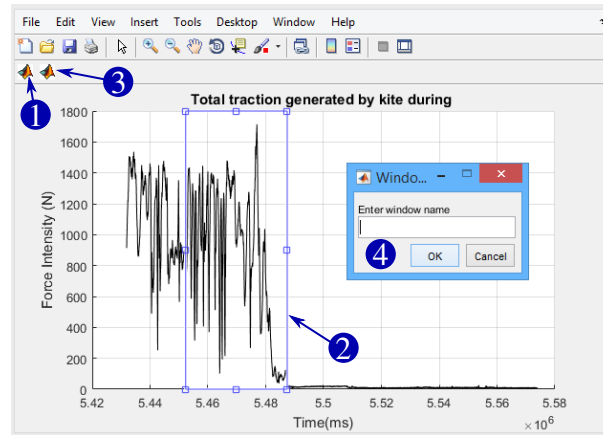 File Edit View Insert Tools Desktop Window Help
1
3
Total traction generated by kite during
1800
1600
1400
1200
1000
800
600
400
200
0
Force Intensity (N)
Windo...
Enter window name
4
OK Cancel
2
5.42 5.44 5.46 5.48 5.5 5.52 5.54 5.56 5.58
Time(ms)
×10⁶